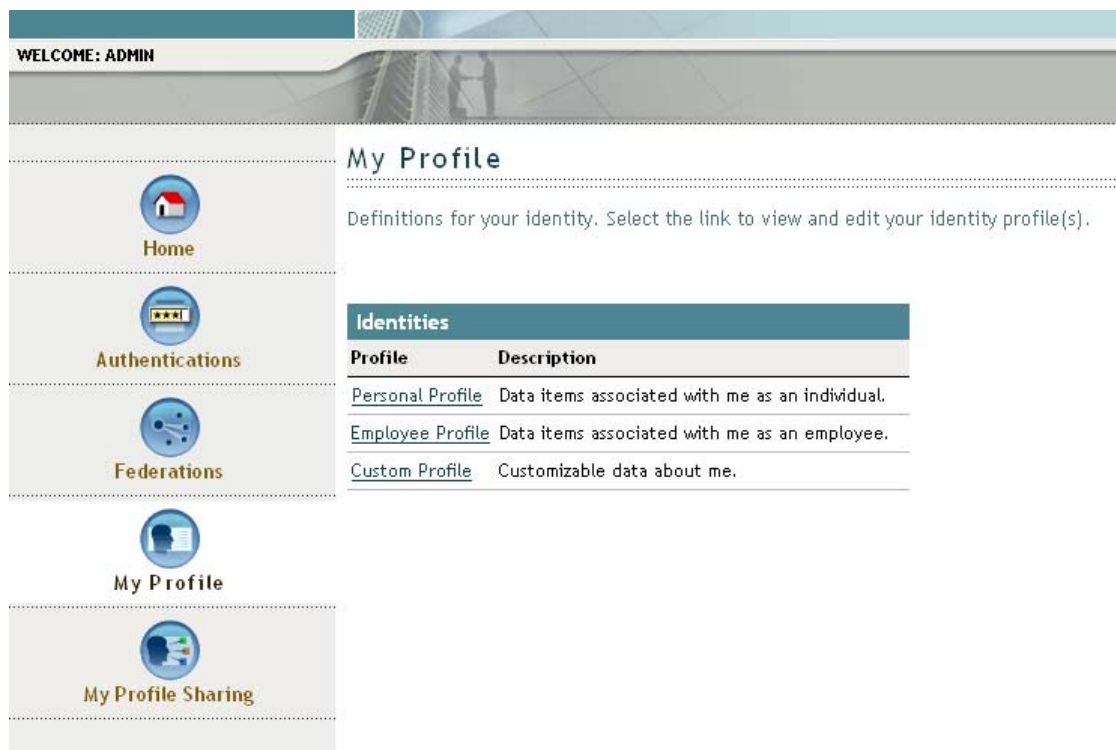 WELCOME: ADMIN
Home
Authentications
Federations
My Profile
My Profile Sharing
My Profile
Definitions for your identity. Select the link to view and edit your identity profile(s).
Identities
Profile Description
Personal Profile Data items associated with me as an individual.
Employee Profile Data items associated with me as an employee.
Custom Profile Customizable data about me.